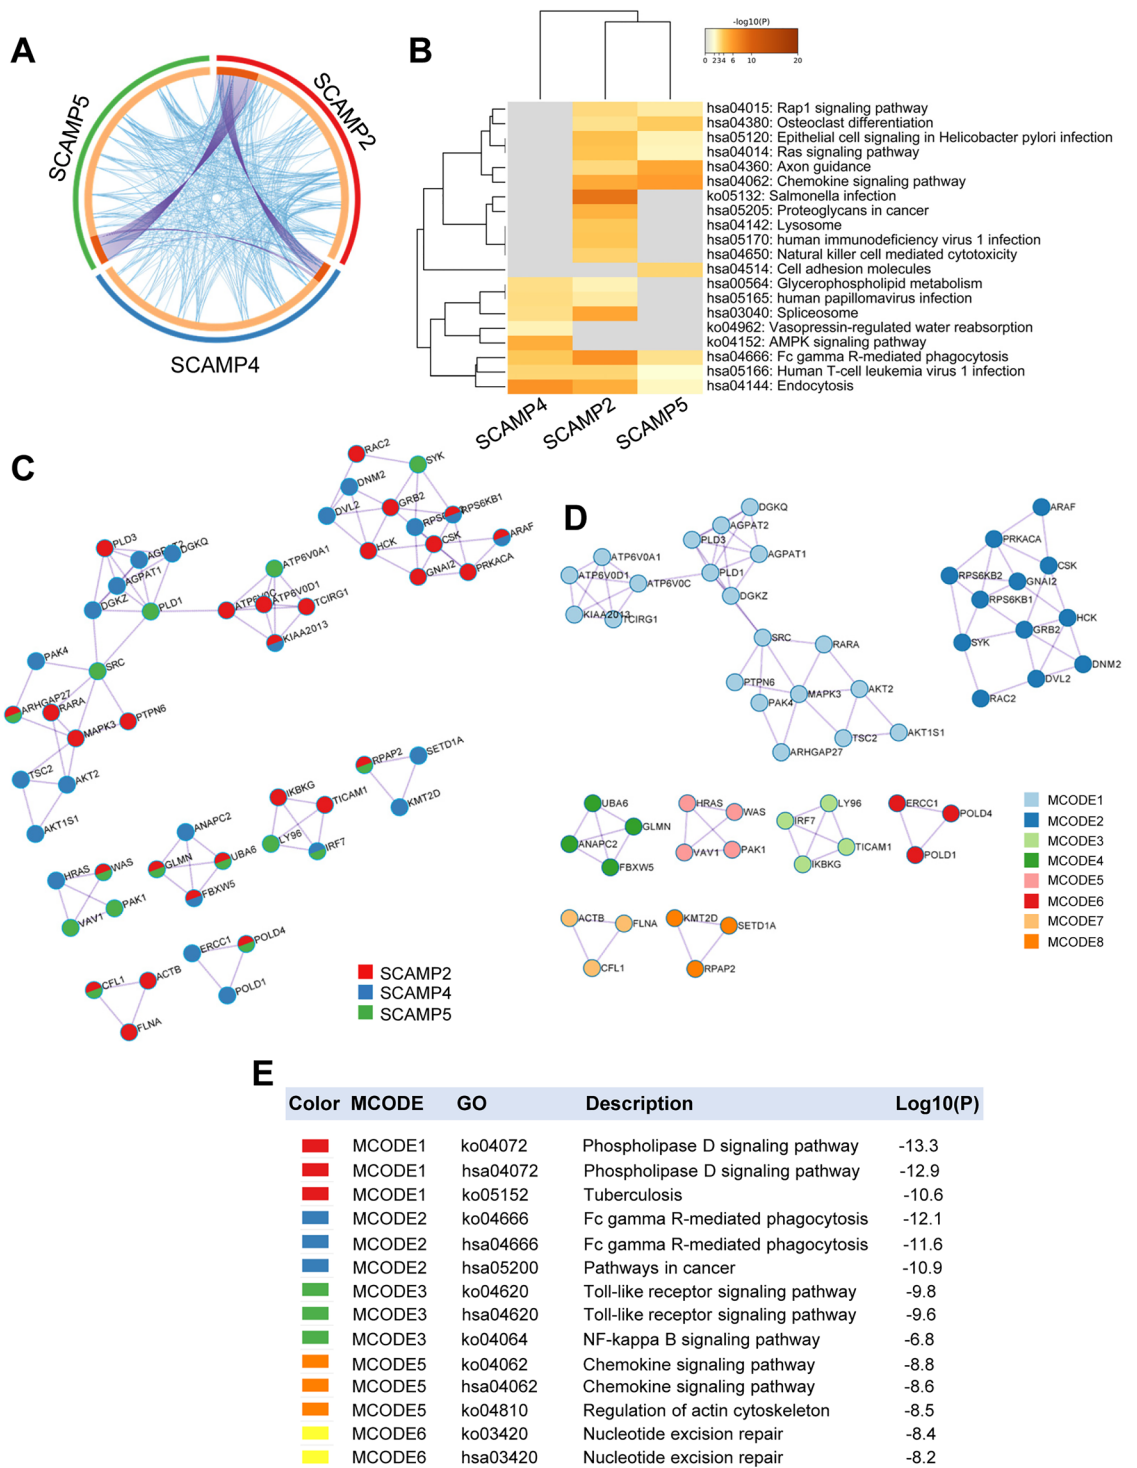 A
SCAMP5
SCAMP2
SCAMP4
B
-log10(P)
0 2 3 4 6 10 20
hsa04015: Rap1 signaling pathway
hsa04380: Osteoclast differentiation
hsa05120: Epithelial cell signaling in Helicobacter pylori infection
hsa04014: Ras signaling pathway
hsa04360: Axon guidance
hsa04062: Chemokine signaling pathway
ko05132: Salmonella infection
hsa05205: Proteoglycans in cancer
hsa04142: Lysosome
hsa05170: human immunodeficiency virus 1 infection
hsa04650: Natural killer cell mediated cytotoxicity
hsa04514: Cell adhesion molecules
hsa00564: Glycerophospholipid metabolism
hsa05165: human papillomavirus infection
hsa03040: Spliceosome
ko04962: Vasopressin-regulated water reabsorption
ko04152: AMPK signaling pathway
hsa04666: Fc gamma R-mediated phagocytosis
hsa05166: Human T-cell leukemia virus 1 infection
hsa04144: Endocytosis
SCAMP4
SCAMP2
SCAMP5
C
RAC2
SYK
DNM2
GRB2
DVL2
RPS6KB1
ARAF
CSK
HCK
PRKACA
GNAI2
PLD3
AGPAT2
DGKQ
AGPAT1
DGKZ
PLD1
ATP6V0A1
ATP6V0C
ATP6V0D1
TCIRG1
KIAA2013
PAK4
SRC
ARHGAP27
RARA
PTPN6
MAPK3
TSC2
AKT2
AKT1S1
RPAP2
SETD1A
KMT2D
IKBKG
TICAM1
LY96
IRF7
ANAPC2
GLMN
UBA6
FBXW5
HRAS
WAS
PAK1
VAV1
ERCC1
POLD4
POLD1
CFL1
ACTB
FLNA
SCAMP2
SCAMP4
SCAMP5
D
DGKQ
AGPAT2
PLD3
AGPAT1
ATP6V0A1
ATP6V0D1
ATP6V0C
PLD1
DGKZ
KIAA2013
TCIRG1
SRC
RARA
PTPN6
MAPK3
AKT2
PAK4
TSC2
AKT1S1
ARHGAP27
ARAF
PRKACA
CSK
RPS6KB2
GNAI2
RPS6KB1
HCK
GRB2
SYK
DNM2
DVL2
RAC2
UBA6
GLMN
ANAPC2
FBXW5
HRAS
WAS
VAV1
PAK1
LY96
IRF7
TICAM1
IKBKG
ERCC1
POLD4
POLD1
ACTB
FLNA
CFL1
KMT2D
SETD1A
RPAP2
MCODE1
MCODE2
MCODE3
MCODE4
MCODE5
MCODE6
MCODE7
MCODE8
E
Color MCODE GO Description Log10(P)
MCODE1 ko04072 Phospholipase D signaling pathway -13.3
MCODE1 hsa04072 Phospholipase D signaling pathway -12.9
MCODE1 ko05152 Tuberculosis -10.6
MCODE2 ko04666 Fc gamma R-mediated phagocytosis -12.1
MCODE2 hsa04666 Fc gamma R-mediated phagocytosis -11.6
MCODE2 hsa05200 Pathways in cancer -10.9
MCODE3 ko04620 Toll-like receptor signaling pathway -9.8
MCODE3 hsa04620 Toll-like receptor signaling pathway -9.6
MCODE3 ko04064 NF-kappa B signaling pathway -6.8
MCODE5 ko04062 Chemokine signaling pathway -8.8
MCODE5 hsa04062 Chemokine signaling pathway -8.6
MCODE5 ko04810 Regulation of actin cytoskeleton -8.5
MCODE6 ko03420 Nucleotide excision repair -8.4
MCODE6 hsa03420 Nucleotide excision repair -8.2